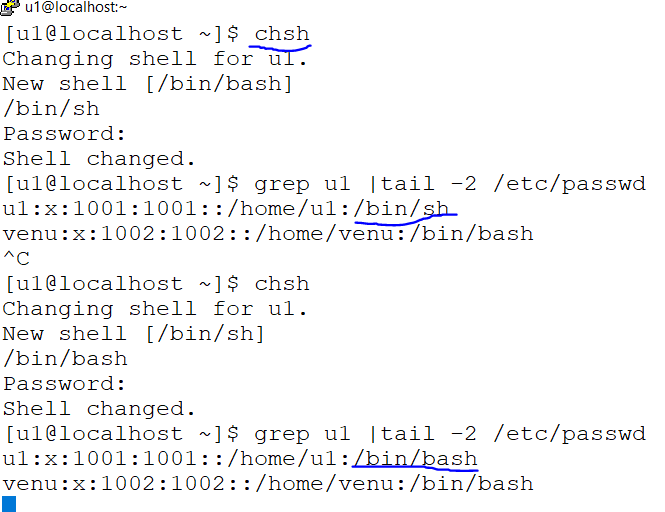 u1@localhost:~
[u1@localhost ~]$ chsh
Changing shell for u1.
New shell [/bin/bash]
/bin/sh
Password:
Shell changed.
[u1@localhost ~]$ grep u1 |tail -2 /etc/passwd
u1:x:1001:1001::/home/u1:/bin/sh
venu:x:1002:1002::/home/venu:/bin/bash
^C
[u1@localhost ~]$ chsh
Changing shell for u1.
New shell [/bin/sh]
/bin/bash
Password:
Shell changed.
[u1@localhost ~]$ grep u1 |tail -2 /etc/passwd
u1:x:1001:1001::/home/u1:/bin/bash
venu:x:1002:1002::/home/venu:/bin/bash